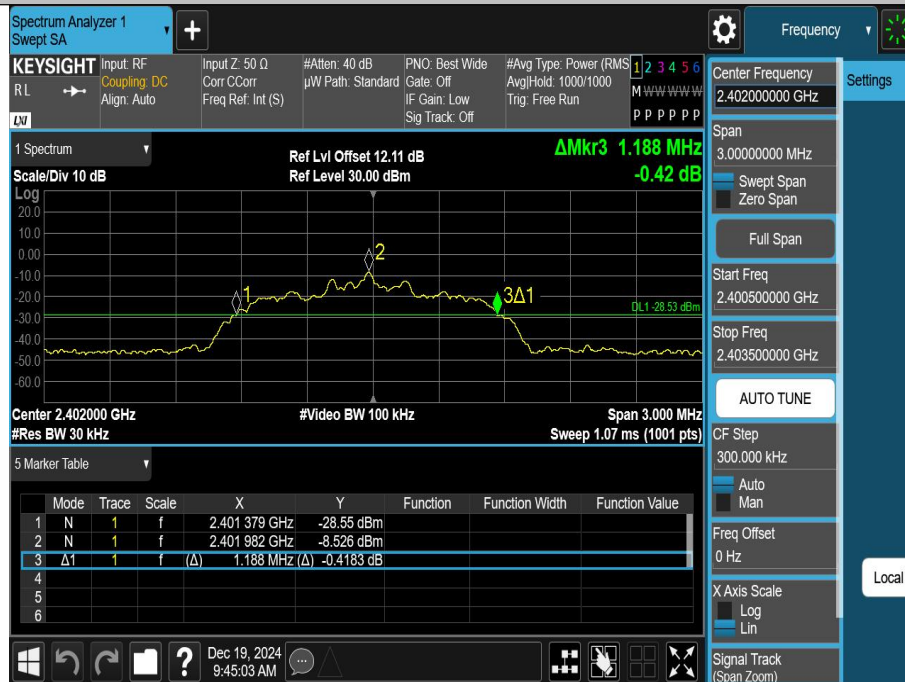 Spectrum Analyzer 1
Swept SA
Frequency
KEYSIGHT
RL
LXI
Input: RF
Coupling: DC
Align: Auto
Input Z: 50 Ω
Corr CCorr
Freq Ref: Int (S)
#Atten: 40 dB
µW Path: Standard
PNO: Best Wide
Gate: Off
IF Gain: Low
Sig Track: Off
#Avg Type: Power (RMS
Avg|Hold: 1000/1000
Trig: Free Run
1 2 3 4 5 6
M W W W W W
P P P P P P
1 Spectrum
Scale/Div 10 dB
Ref Lvl Offset 12.11 dB
Ref Level 30.00 dBm
ΔMkr3 1.188 MHz
-0.42 dB
Log
20.0
10.0
0.00
-10.0
-20.0
-30.0
-40.0
-50.0
-60.0
1
2
3Δ1
DL1 -28.53 dBm
Center 2.402000 GHz
#Res BW 30 kHz
#Video BW 100 kHz
Span 3.000 MHz
Sweep 1.07 ms (1001 pts)
5 Marker Table
Mode Trace Scale X Y Function Function Width Function Value
1 N 1 f 2.401 379 GHz -28.55 dBm
2 N 1 f 2.401 982 GHz -8.526 dBm
3 Δ1 1 f (Δ) 1.188 MHz (Δ) -0.4183 dB
4
5
6
Dec 19, 2024
9:45:03 AM
Center Frequency
2.402000000 GHz
Settings
Span
3.00000000 MHz
Swept Span
Zero Span
Full Span
Start Freq
2.400500000 GHz
Stop Freq
2.403500000 GHz
AUTO TUNE
CF Step
300.000 kHz
Auto
Man
Freq Offset
0 Hz
Local
X Axis Scale
Log
Lin
Signal Track
(Span Zoom)